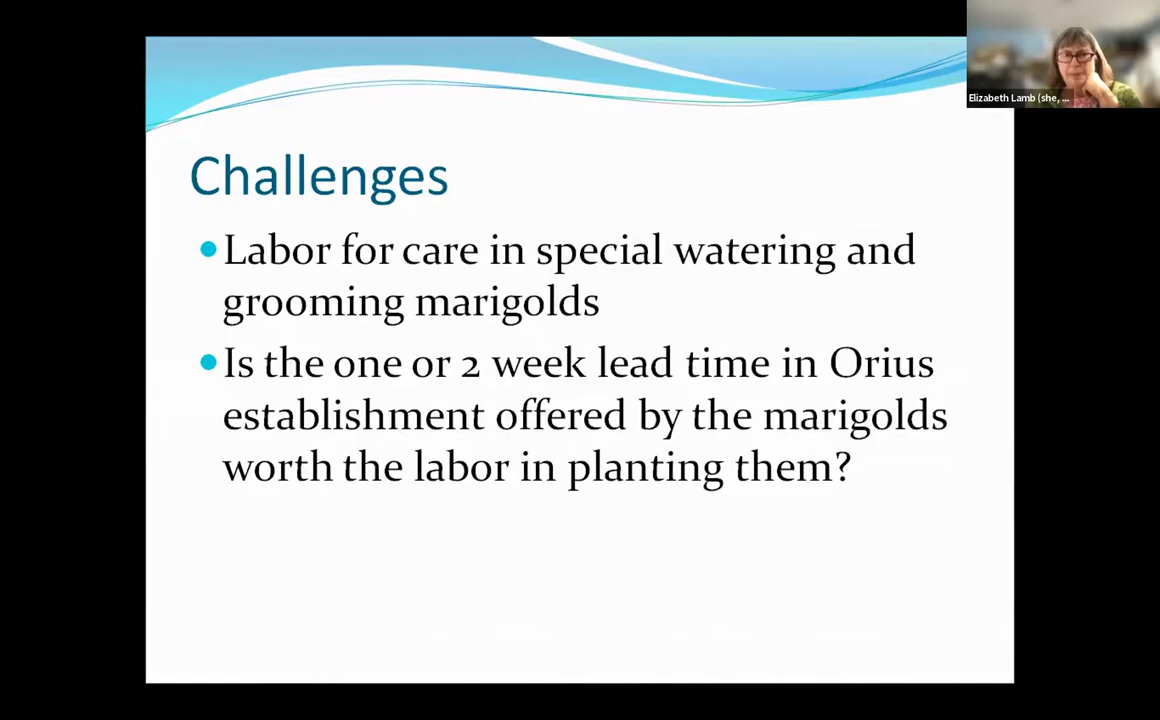 Elizabeth Lamb (she, ...
Challenges
Labor for care in special watering and
grooming marigolds
Is the one or 2 week lead time in Orius
establishment offered by the marigolds
worth the labor in planting them?